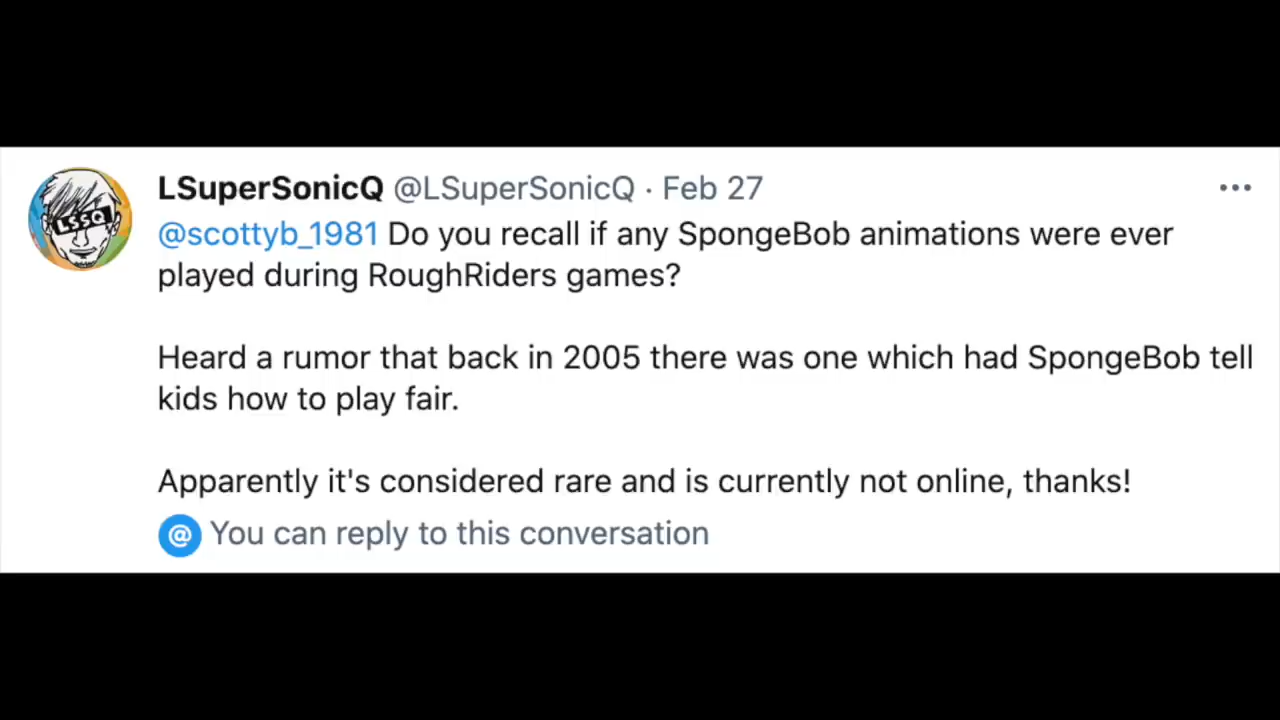 LSuperSonicQ @LSuperSonicQ · Feb 27
LSSQ
@scottyb_1981 Do you recall if any SpongeBob animations were ever
played during RoughRiders games?
Heard a rumor that back in 2005 there was one which had SpongeBob tell
kids how to play fair.
Apparently it's considered rare and is currently not online, thanks!
@ You can reply to this conversation